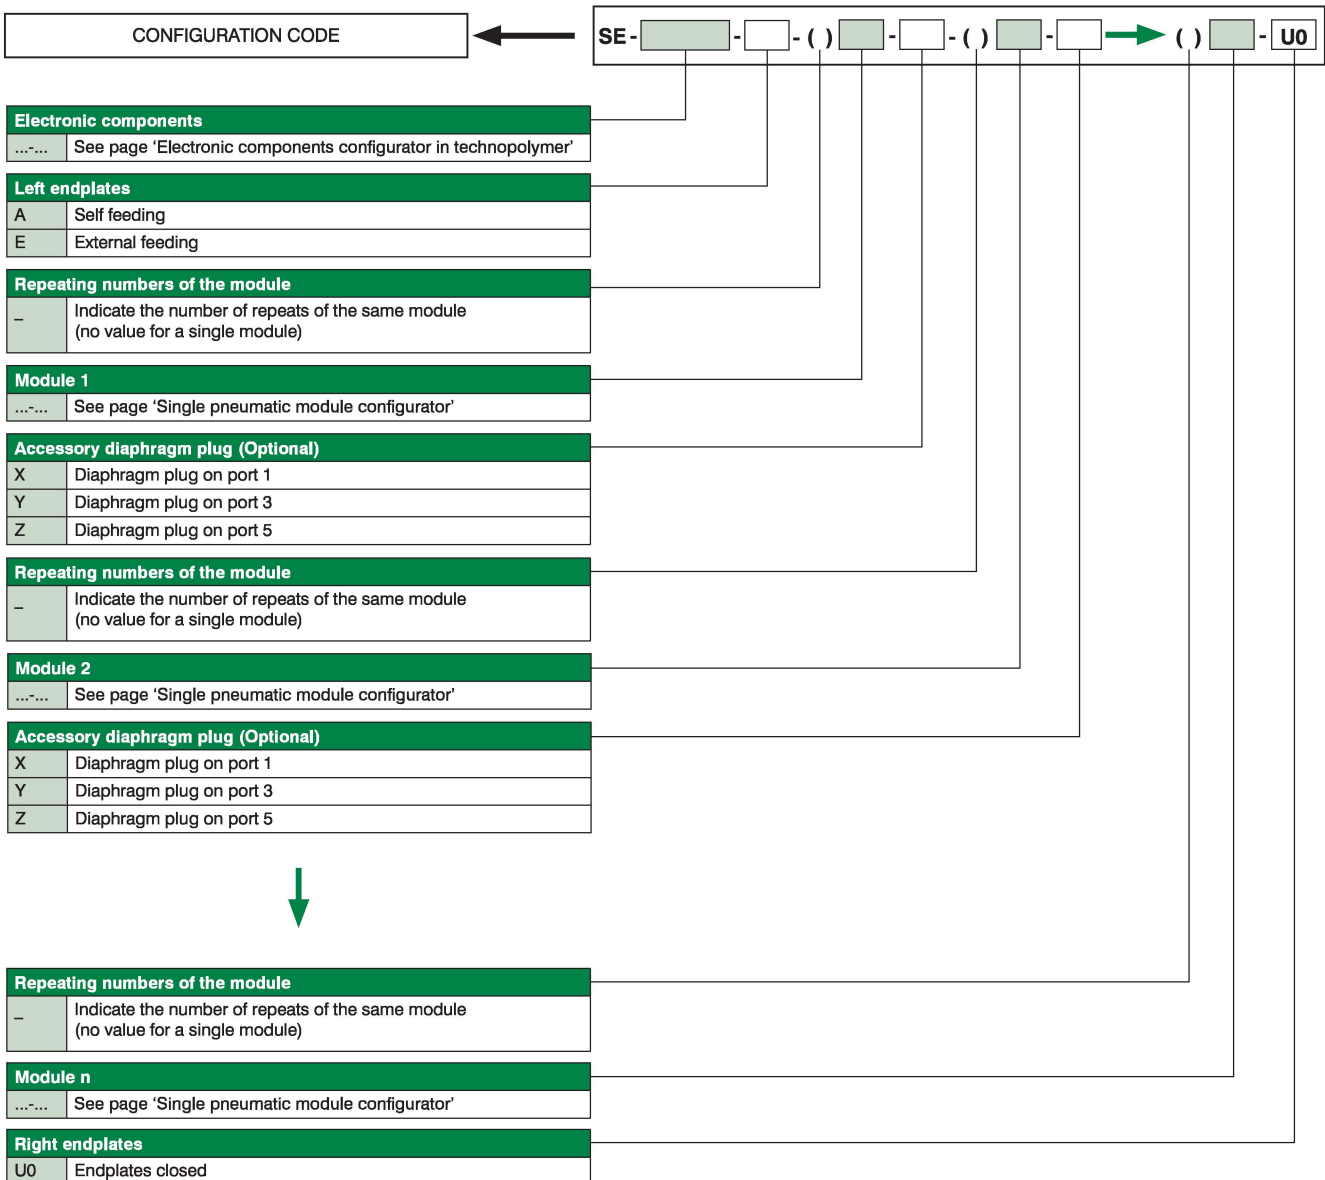 CONFIGURATION CODE
SE - - - ( ) - - ( ) - ( ) - U0
Electronic components
...-... See page ‘Electronic components configurator in technopolymer’
Left endplates
A Self feeding
E External feeding
Repeating numbers of the module
– Indicate the number of repeats of the same module
(no value for a single module)
Module 1
...-... See page ‘Single pneumatic module configurator’
Accessory diaphragm plug (Optional)
X Diaphragm plug on port 1
Y Diaphragm plug on port 3
Z Diaphragm plug on port 5
Repeating numbers of the module
– Indicate the number of repeats of the same module
(no value for a single module)
Module 2
...-... See page ‘Single pneumatic module configurator’
Accessory diaphragm plug (Optional)
X Diaphragm plug on port 1
Y Diaphragm plug on port 3
Z Diaphragm plug on port 5
Repeating numbers of the module
– Indicate the number of repeats of the same module
(no value for a single module)
Module n
...-... See page ‘Single pneumatic module configurator’
Right endplates
U0 Endplates closed